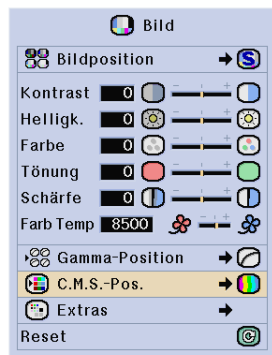 Bild
Bildposition S
Kontrast 0
Helligk. 0
Farbe 0
Tönung 0
Schärfe 0
Farb Temp 8500
Gamma-Position
C.M.S.-Pos.
Extras
Reset